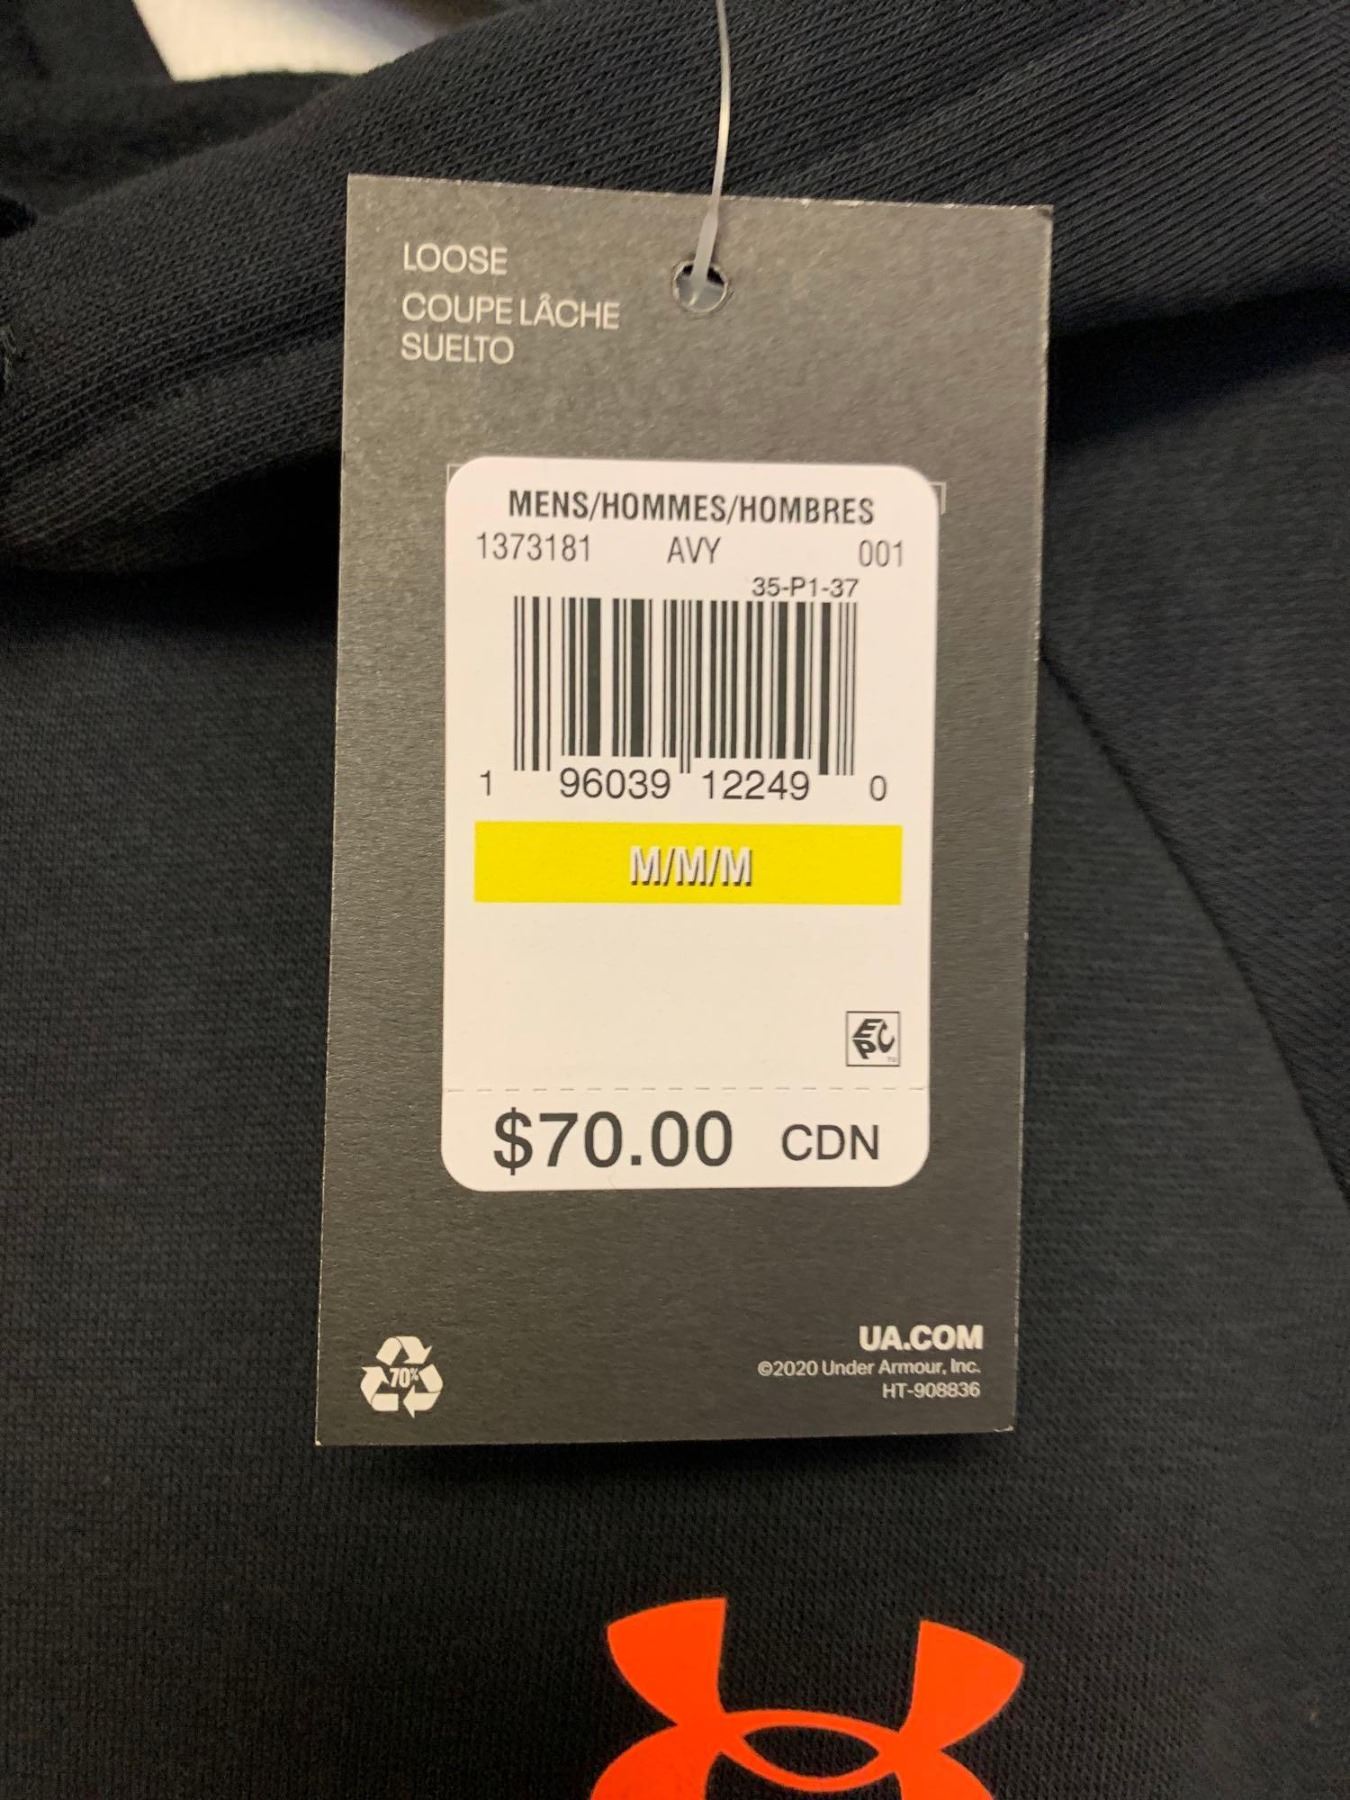 LOOSE
COUPE LÂCHE
SUELTO
MENS/HOMMES/HOMBRES
1373181 AVY 001
35-P1-37
1 96039 12249 0
M/M/M
EPC
$70.00 CDN
70%
UA.COM
©2020 Under Armour, Inc.
HT-908836